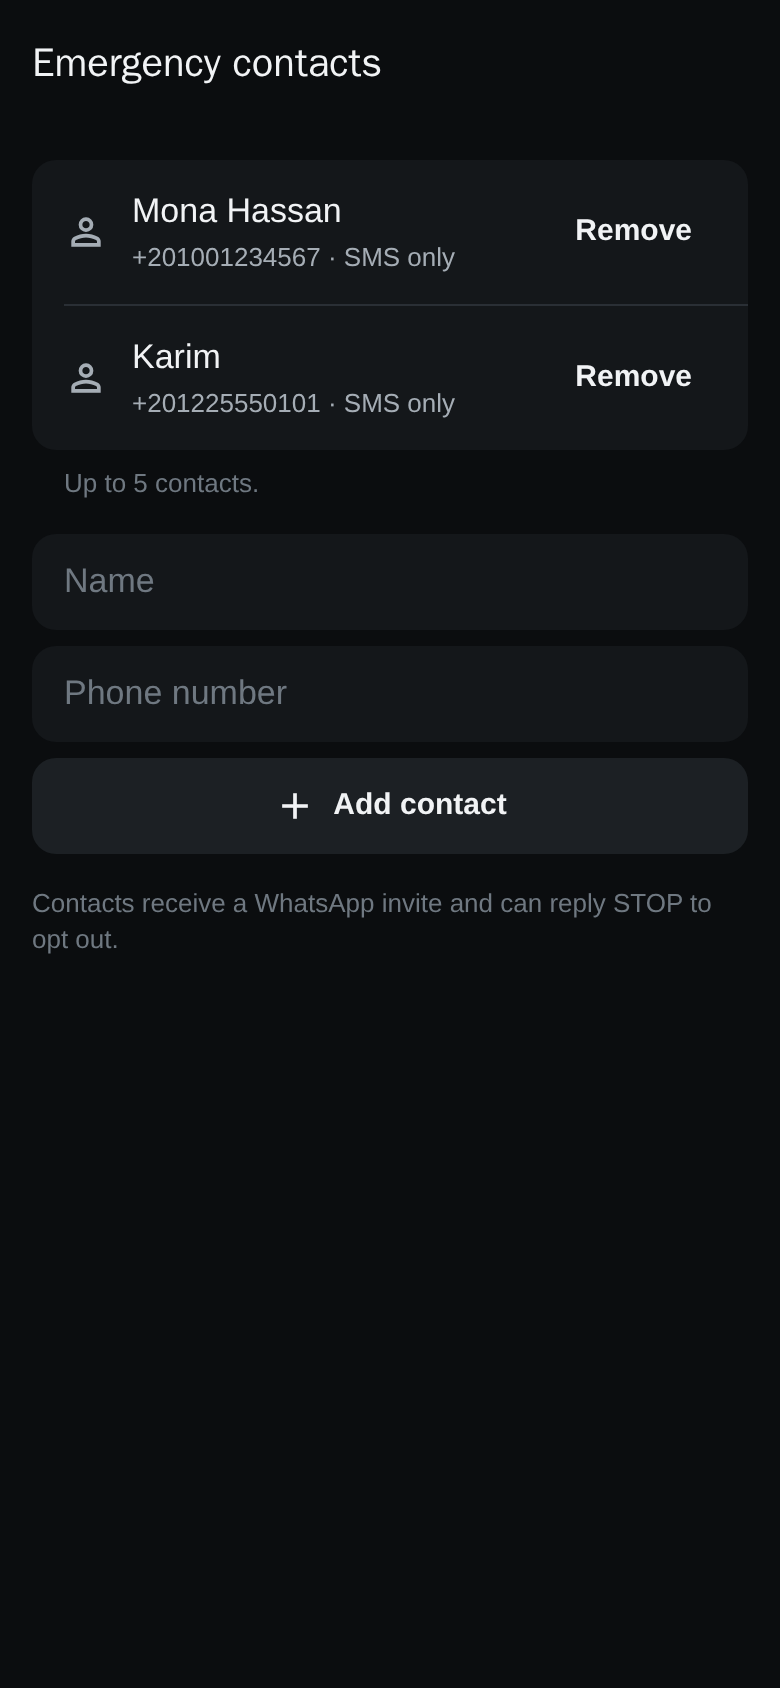 Emergency contacts
Mona Hassan
+201001234567 · SMS only
Remove
Karim
+201225550101 · SMS only
Remove
Up to 5 contacts.
Name
Phone number
Add contact
Contacts receive a WhatsApp invite and can reply STOP to
opt out.